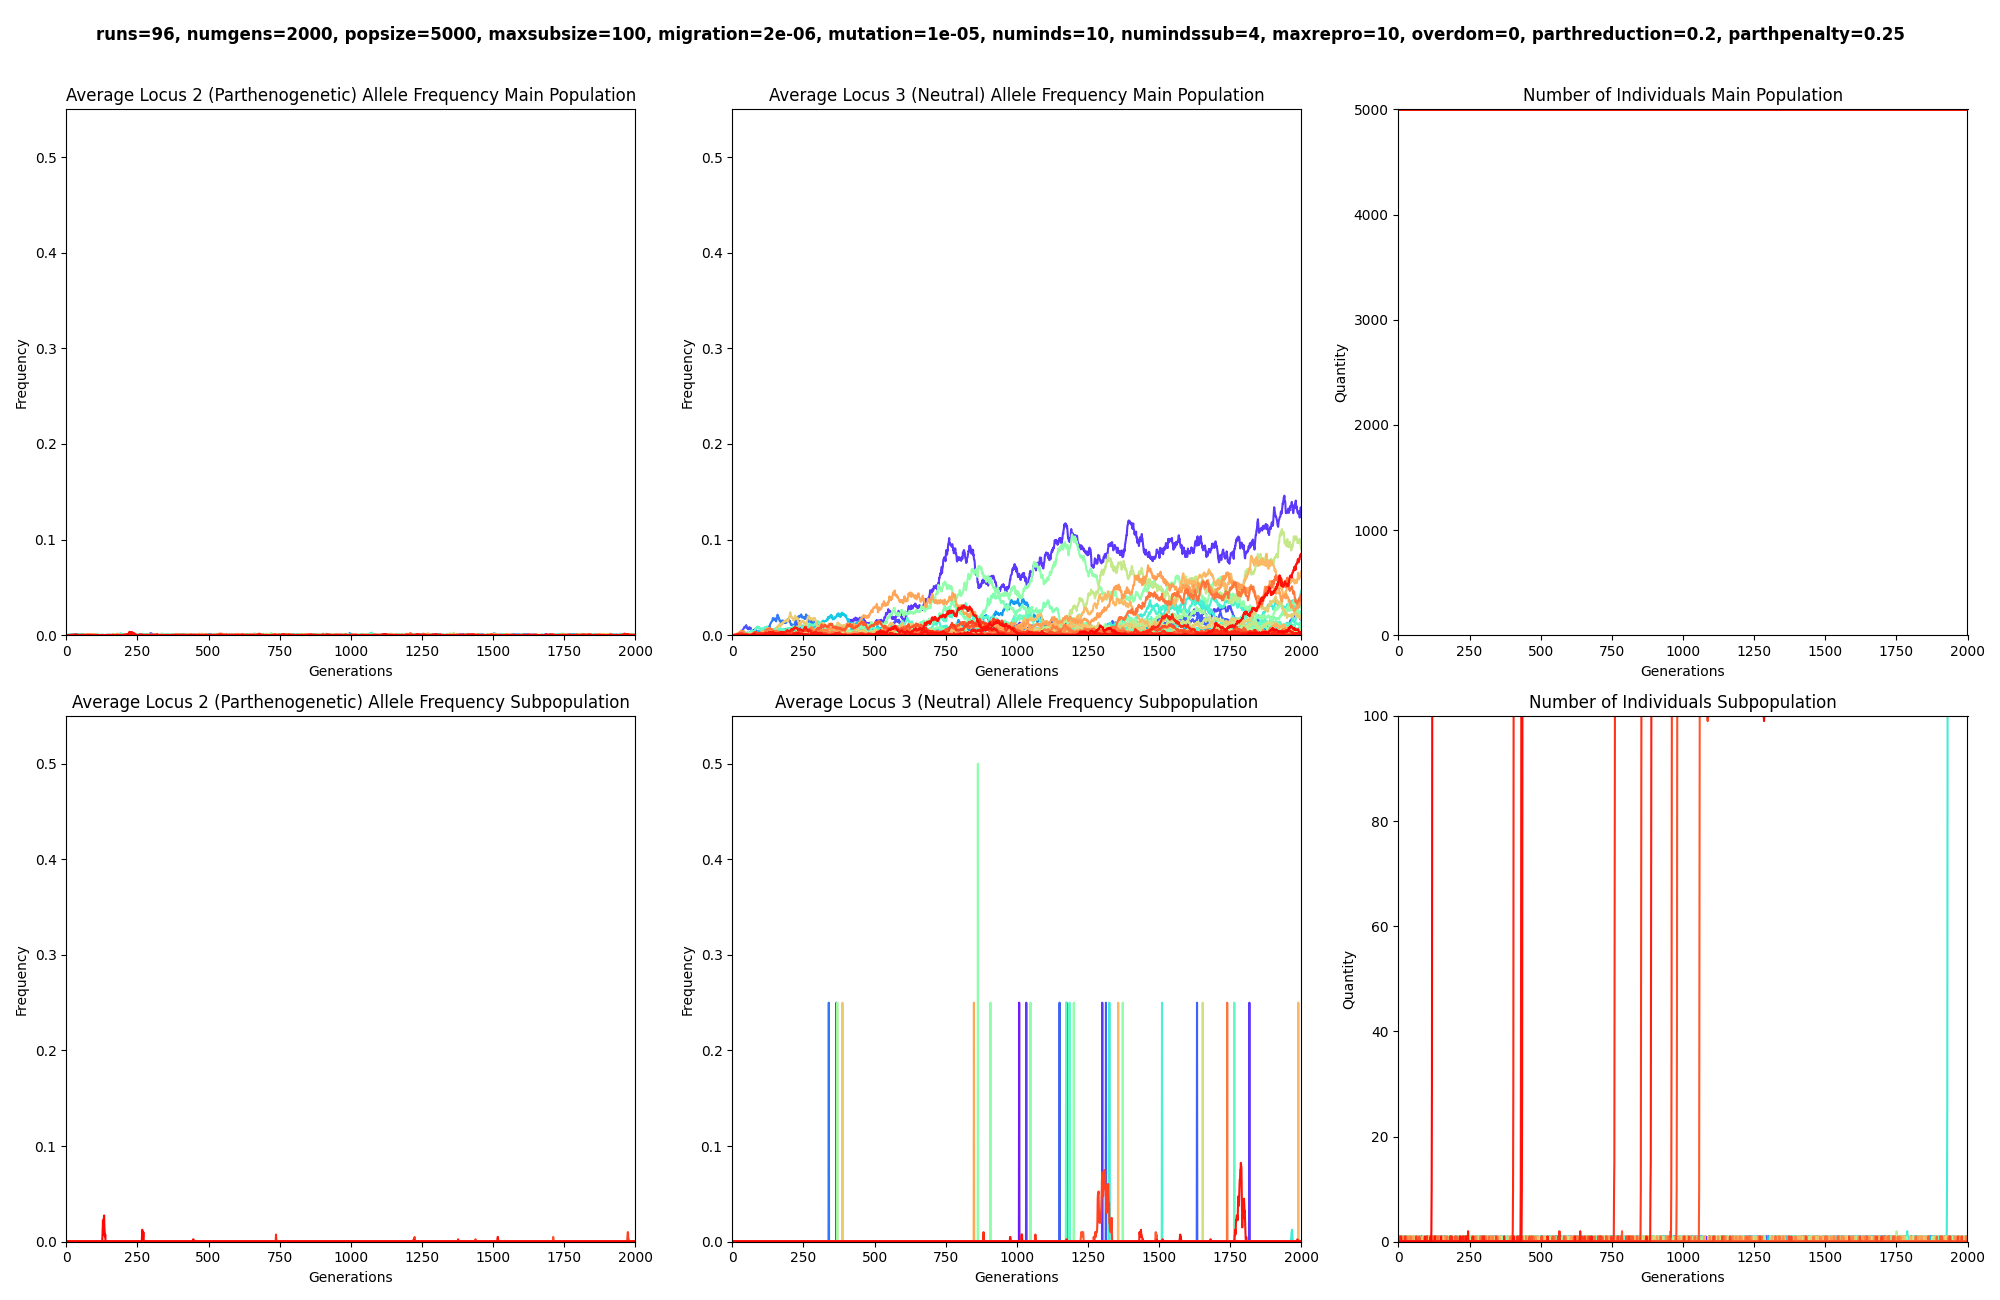 runs=96, numgens=2000, popsize=5000, maxsubsize=100, migration=2e-06, mutation=1e-05, numinds=10, numindssub=4, maxrepro=10, overdom=0, parthreduction=0.2, parthpenalty=0.25
Average Locus 2 (Parthenogenetic) Allele Frequency Main Population
Frequency
0.5
0.4
0.3
0.2
0.1
0.0
0 250 500 750 1000 1250 1500 1750 2000
Generations
Average Locus 3 (Neutral) Allele Frequency Main Population
Frequency
0.5
0.4
0.3
0.2
0.1
0.0
0 250 500 750 1000 1250 1500 1750 2000
Generations
Number of Individuals Main Population
Quantity
5000
4000
3000
2000
1000
0
0 250 500 750 1000 1250 1500 1750 2000
Generations
Average Locus 2 (Parthenogenetic) Allele Frequency Subpopulation
Frequency
0.5
0.4
0.3
0.2
0.1
0.0
0 250 500 750 1000 1250 1500 1750 2000
Generations
Average Locus 3 (Neutral) Allele Frequency Subpopulation
Frequency
0.5
0.4
0.3
0.2
0.1
0.0
0 250 500 750 1000 1250 1500 1750 2000
Generations
Number of Individuals Subpopulation
Quantity
100
80
60
40
20
0
0 250 500 750 1000 1250 1500 1750 2000
Generations